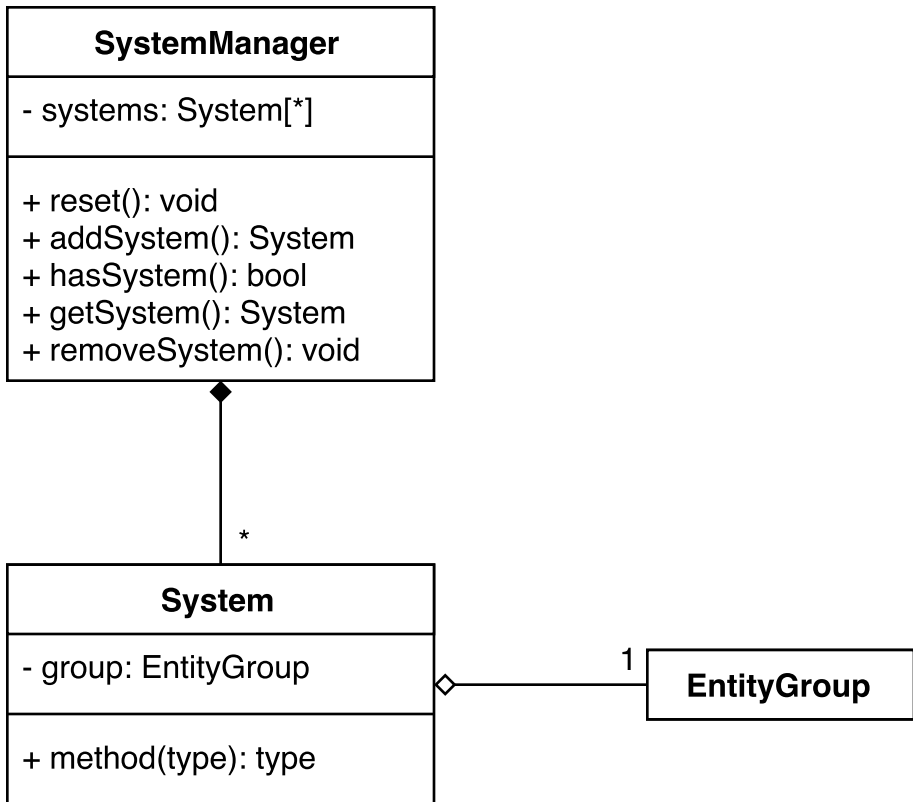 SystemManager
- systems: System[*]
+ reset(): void
+ addSystem(): System
+ hasSystem(): bool
+ getSystem(): System
+ removeSystem(): void
*
System
- group: EntityGroup
+ method(type): type
1
EntityGroup